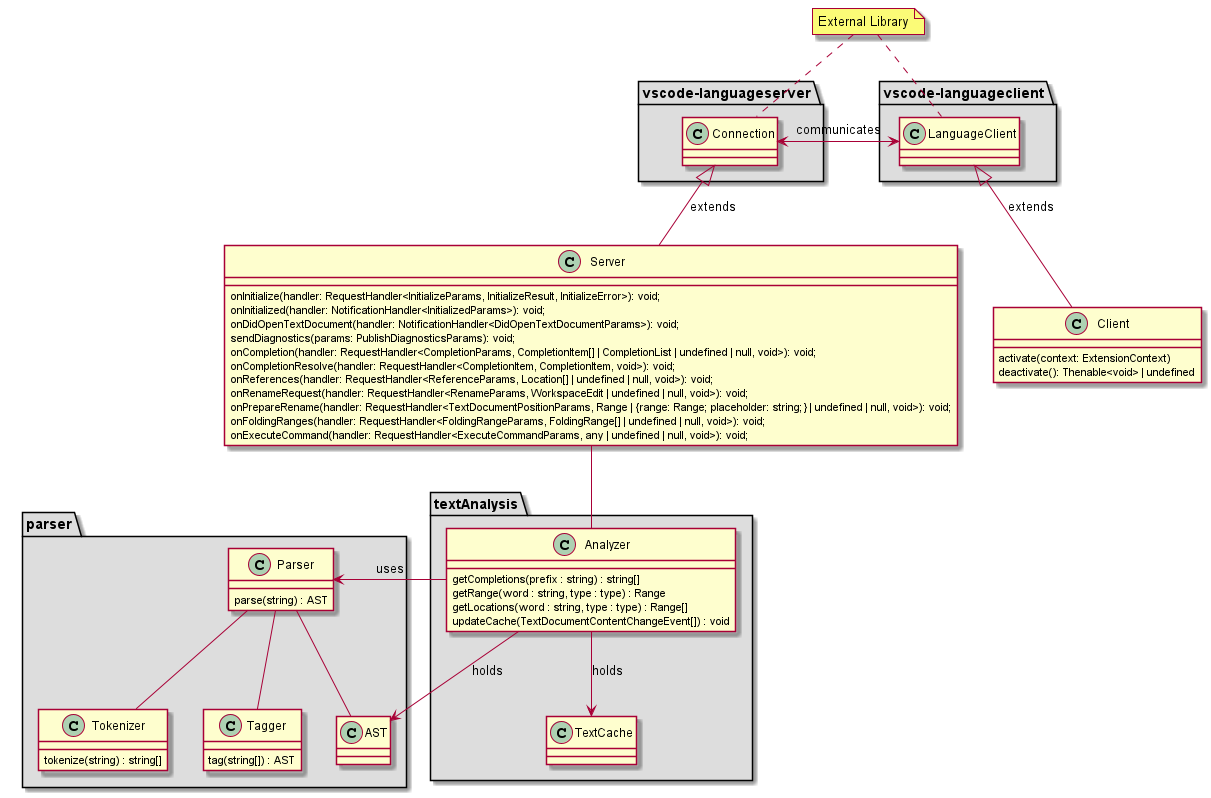 External Library
vscode-languageserver
vscode-languageclient
C Connection
communicates
C LanguageClient
extends
extends
C Server
onInitialize(handler: RequestHandler<InitializeParams, InitializeResult, InitializeError>): void;
onInitialized(handler: NotificationHandler<InitializedParams>): void;
onDidOpenTextDocument(handler: NotificationHandler<DidOpenTextDocumentParams>): void;
sendDiagnostics(params: PublishDiagnosticsParams): void;
onCompletion(handler: RequestHandler<CompletionParams, CompletionItem[] | CompletionList | undefined | null, void>): void;
onCompletionResolve(handler: RequestHandler<CompletionItem, CompletionItem, void>): void;
onReferences(handler: RequestHandler<ReferenceParams, Location[] | undefined | null, void>): void;
onRenameRequest(handler: RequestHandler<RenameParams, WorkspaceEdit | undefined | null, void>): void;
onPrepareRename(handler: RequestHandler<TextDocumentPositionParams, Range | {range: Range; placeholder: string; } | undefined | null, void>): void;
onFoldingRanges(handler: RequestHandler<FoldingRangeParams, FoldingRange[] | undefined | null, void>): void;
onExecuteCommand(handler: RequestHandler<ExecuteCommandParams, any | undefined | null, void>): void;
C Client
activate(context: ExtensionContext)
deactivate(): Thenable<void> | undefined
parser
textAnalysis
C Parser
parse(string) : AST
uses
C Analyzer
getCompletions(prefix : string) : string[]
getRange(word : string, type : type) : Range
getLocations(word : string, type : type) : Range[]
updateCache(TextDocumentContentChangeEvent[]) : void
holds
holds
C Tokenizer
tokenize(string) : string[]
C Tagger
tag(string[]) : AST
C AST
C TextCache